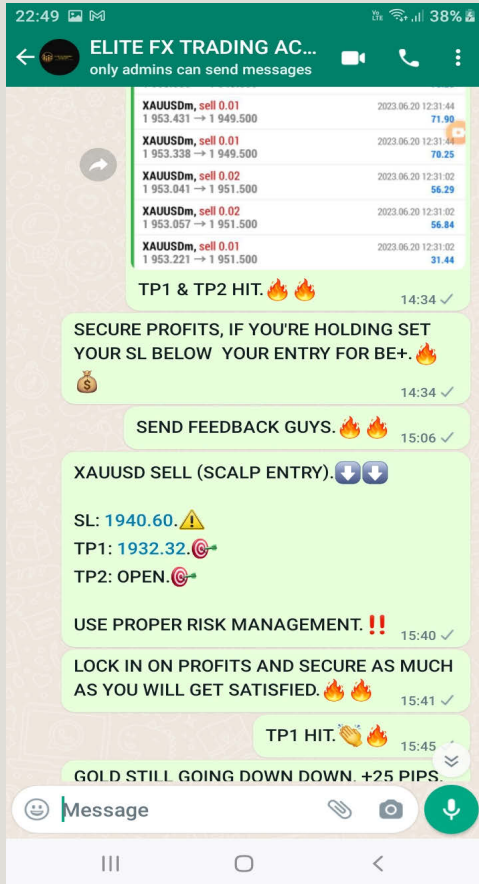 22:49
VoLTE
38%
ELITE FX TRADING AC...
only admins can send messages
XAUUSDm, sell 0.01 2023.06.20 12:31:44
1 953.431 → 1 949.500 71.90
XAUUSDm, sell 0.01 2023.06.20 12:31:44
1 953.338 → 1 949.500 70.25
XAUUSDm, sell 0.02 2023.06.20 12:31:02
1 953.041 → 1 951.500 56.29
XAUUSDm, sell 0.02 2023.06.20 12:31:02
1 953.057 → 1 951.500 56.84
XAUUSDm, sell 0.01 2023.06.20 12:31:02
1 953.221 → 1 951.500 31.44
TP1 & TP2 HIT.🔥🔥
14:34
SECURE PROFITS, IF YOU'RE HOLDING SET
YOUR SL BELOW YOUR ENTRY FOR BE+.🔥
💰
14:34
SEND FEEDBACK GUYS.🔥🔥
15:06
XAUUSD SELL (SCALP ENTRY).⬇️⬇️
SL: 1940.60.⚠️
TP1: 1932.32.🎯
TP2: OPEN.🎯
USE PROPER RISK MANAGEMENT.‼️
15:40
LOCK IN ON PROFITS AND SECURE AS MUCH
AS YOU WILL GET SATISFIED.🔥🔥
15:41
TP1 HIT.👏🔥
15:45
GOLD STILL GOING DOWN DOWN. +25 PIPS.
Message